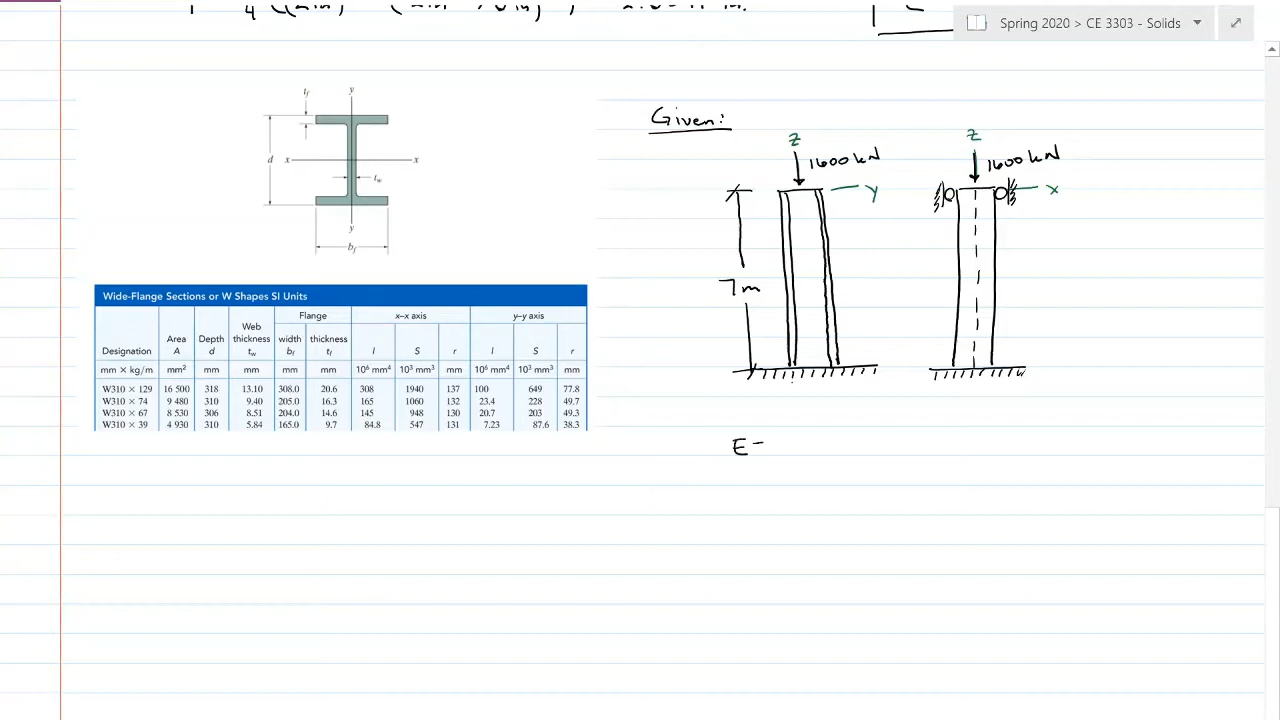 Spring 2020 > CE 3303 - Solids
tf
y
d
x
x
tw
y
bf
Wide-Flange Sections or W Shapes SI Units
Flange
x–x axis
y–y axis
Designation
Area A
Depth d
Web thickness tw
width bf
thickness tf
I
S
r
I
S
r
mm × kg/m mm² mm mm mm mm 10⁶ mm⁴ 10³ mm³ mm 10⁶ mm⁴ 10³ mm³ mm
W310 × 129 16 500 318 13.10 308.0 20.6 308 1940 137 100 649 77.8
W310 × 74 9 480 310 9.40 205.0 16.3 165 1060 132 23.4 228 49.7
W310 × 67 8 530 306 8.51 204.0 14.6 145 948 130 20.7 203 49.3
W310 × 39 4 930 310 5.84 165.0 9.7 84.8 547 131 7.23 87.6 38.3
Given:
z
1600 kN
y
7m
z
1600 kN
x
E-